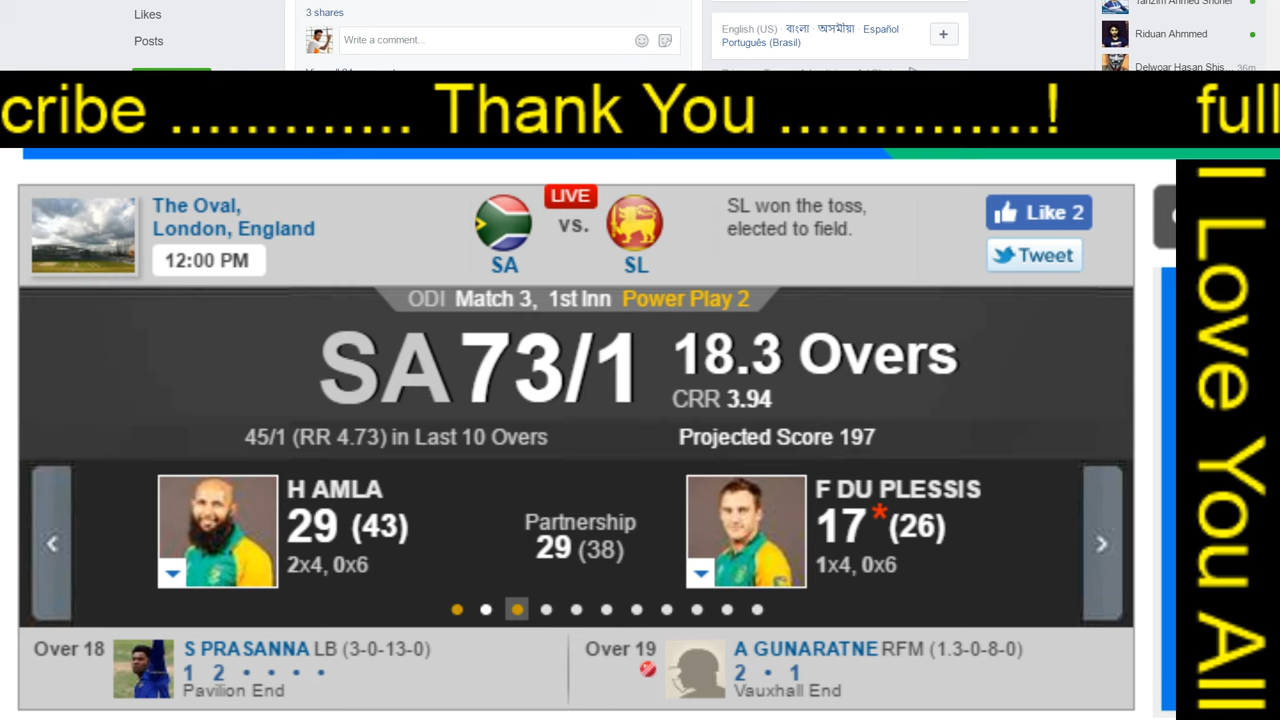 Likes
Posts
3 shares
Write a comment...
English (US) · বাংলা · অসমীয়া · Español ·
Português (Brasil)
+
Riduan Ahmmed
Delwoar Hasan Shis... 36m
cribe ............. Thank You ..............! full
I Love You All
The Oval,
London, England
12:00 PM
LIVE
vs.
SA
SL
SL won the toss,
elected to field.
Like 2
Tweet
ODI Match 3, 1st Inn Power Play 2
SA 73/1
18.3 Overs
CRR 3.94
45/1 (RR 4.73) in Last 10 Overs
Projected Score 197
H AMLA
29 (43)
2x4, 0x6
Partnership
29 (38)
F DU PLESSIS
17* (26)
1x4, 0x6
Over 18
S PRASANNA LB (3-0-13-0)
1 2 • • • •
Pavilion End
Over 19
A GUNARATNE RFM (1.3-0-8-0)
2 • 1
Vauxhall End